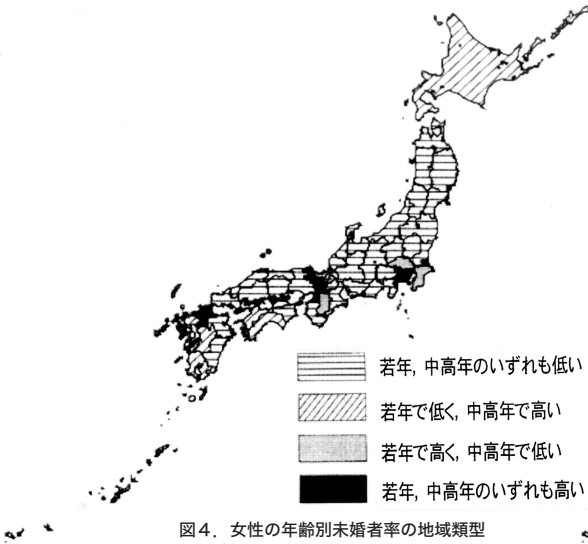 若年, 中高年のいずれも低い
若年で低く, 中高年で高い
若年で高く, 中高年で低い
若年, 中高年のいずれも高い
図4. 女性の年齢別未婚者率の地域類型